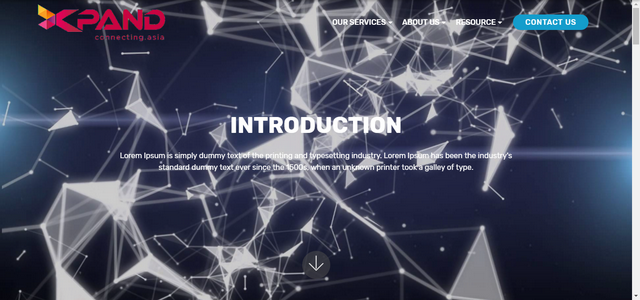 XPAND
connecting.asia
OUR SERVICES ABOUT US RESOURCE CONTACT US
INTRODUCTION
Lorem Ipsum is simply dummy text of the printing and typesetting industry. Lorem Ipsum has been the industry's
standard dummy text ever since the 1500s, when an unknown printer took a galley of type.